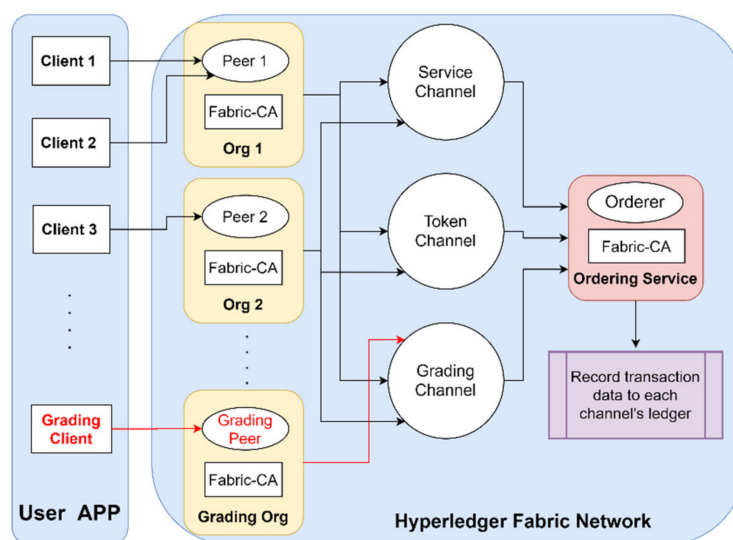 Client 1
Client 2
Client 3
Grading
Client
User APP
Peer 1
Fabric-CA
Org 1
Peer 2
Fabric-CA
Org 2
Grading
Peer
Fabric-CA
Grading Org
Service
Channel
Token
Channel
Grading
Channel
Orderer
Fabric-CA
Ordering Service
Record transaction
data to each
channel's ledger
Hyperledger Fabric Network